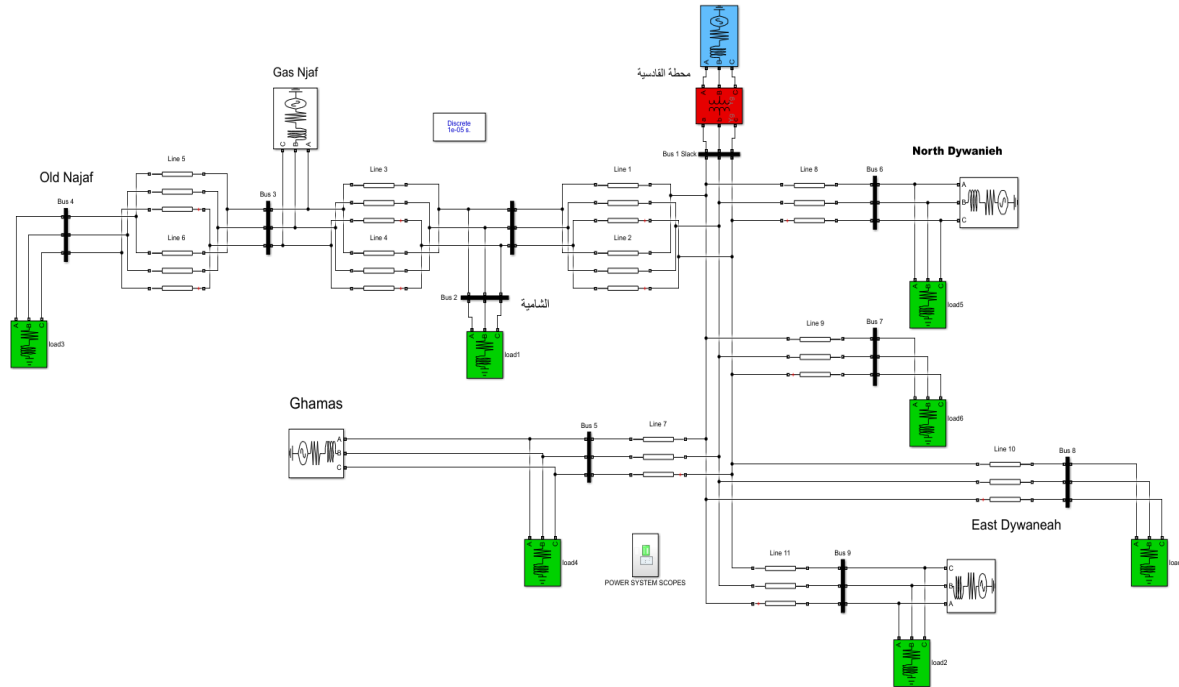 A B C
محطة القادسية
A B C
Gas Njaf
Discrete
1e-05 s.
C B A
Bus 1 Slack
North Dywanieh
Line 5
Line 3
Line 1
Line 8
Bus 6
Old Najaf
Bus 4
Bus 3
A
B
C
Line 6
Line 4
Line 2
Bus 2
الشامية
A B C
load5
A B C
load3
A B C
load1
Line 9
Bus 7
A B C
load6
Ghamas
Bus 5
Line 7
A
B
C
Line 10
Bus 8
East Dywaneah
A B C
load4
POWER SYSTEM SCOPES
A B C
load
Line 11
Bus 9
C
B
A
A B C
load2